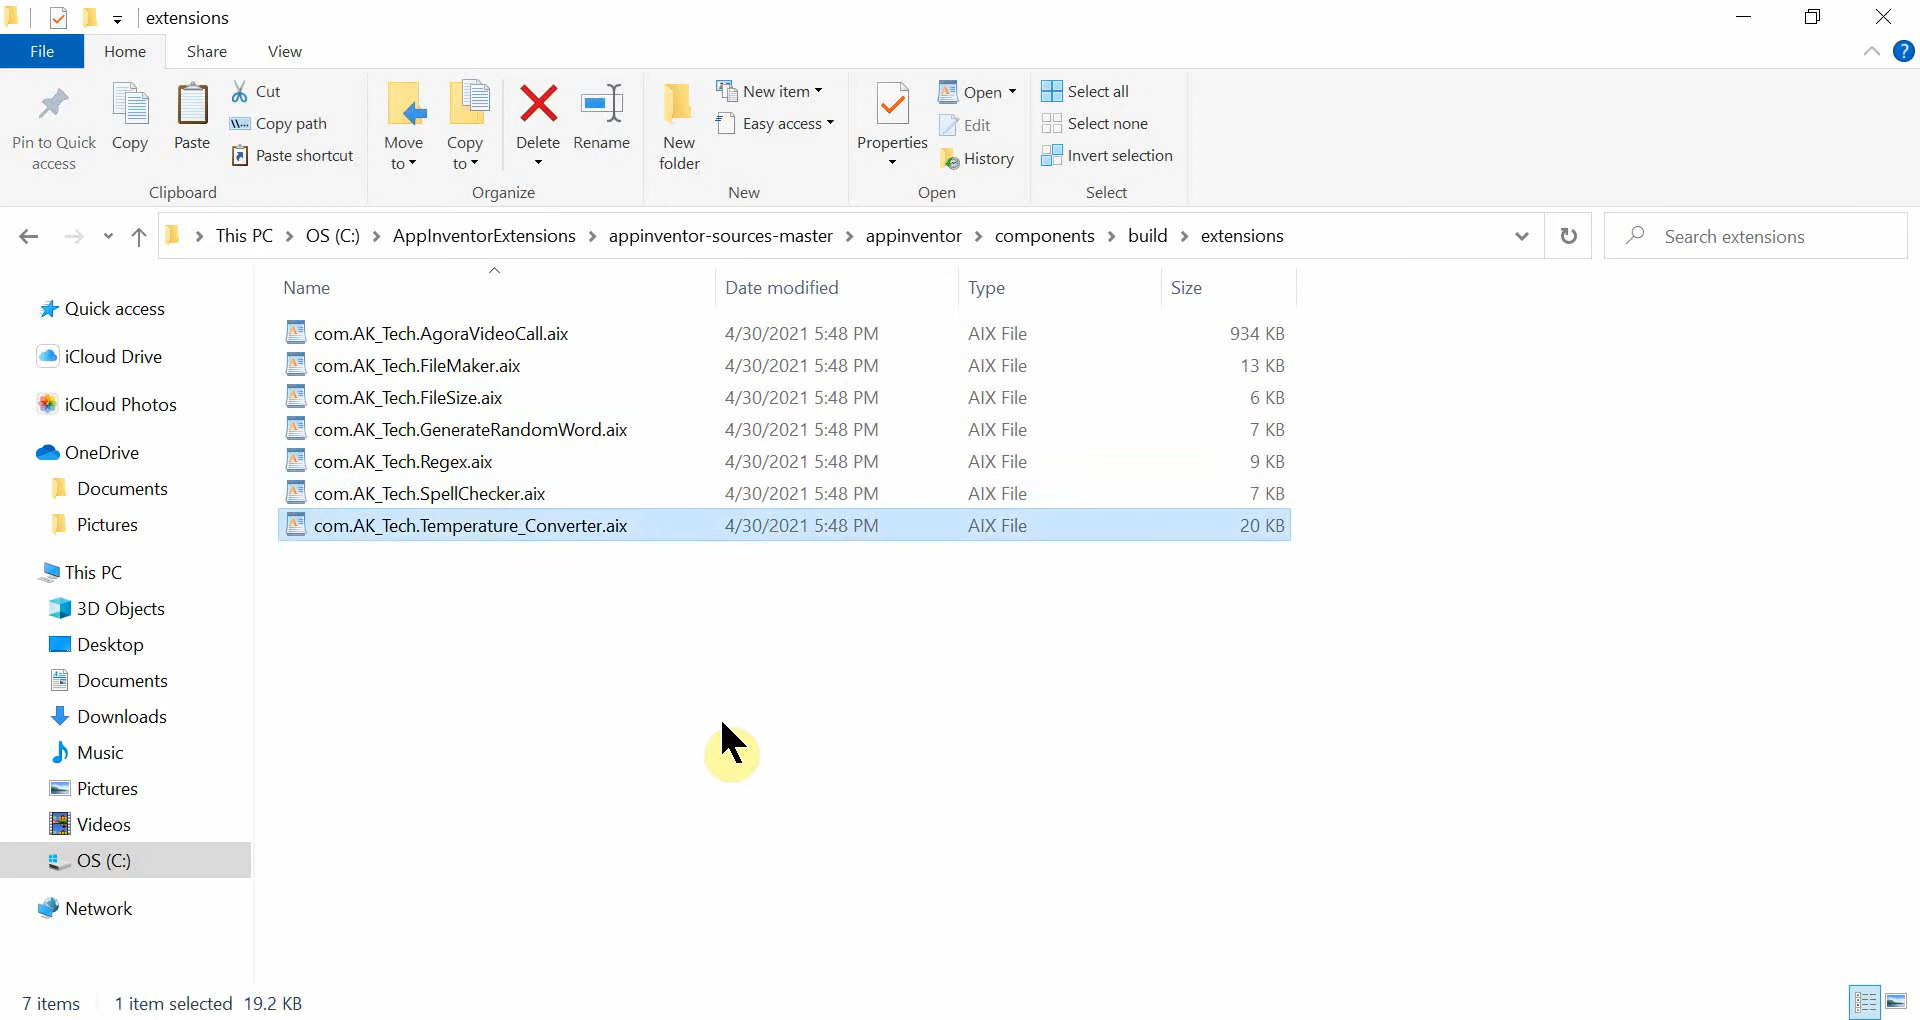 extensions
File Home Share View
Pin to Quick access
Copy
Paste
Cut
Copy path
Paste shortcut
Clipboard
Move to
Copy to
Delete
Rename
Organize
New folder
New item
Easy access
New
Properties
Open
Edit
History
Open
Select all
Select none
Invert selection
Select
This PC OS (C:) AppInventorExtensions appinventor-sources-master appinventor components build extensions
Search extensions
Quick access
iCloud Drive
iCloud Photos
OneDrive
Documents
Pictures
This PC
3D Objects
Desktop
Documents
Downloads
Music
Pictures
Videos
OS (C:)
Network
Name Date modified Type Size
com.AK_Tech.AgoraVideoCall.aix 4/30/2021 5:48 PM AIX File 934 KB
com.AK_Tech.FileMaker.aix 4/30/2021 5:48 PM AIX File 13 KB
com.AK_Tech.FileSize.aix 4/30/2021 5:48 PM AIX File 6 KB
com.AK_Tech.GenerateRandomWord.aix 4/30/2021 5:48 PM AIX File 7 KB
com.AK_Tech.Regex.aix 4/30/2021 5:48 PM AIX File 9 KB
com.AK_Tech.SpellChecker.aix 4/30/2021 5:48 PM AIX File 7 KB
com.AK_Tech.Temperature_Converter.aix 4/30/2021 5:48 PM AIX File 20 KB
7 items 1 item selected 19.2 KB